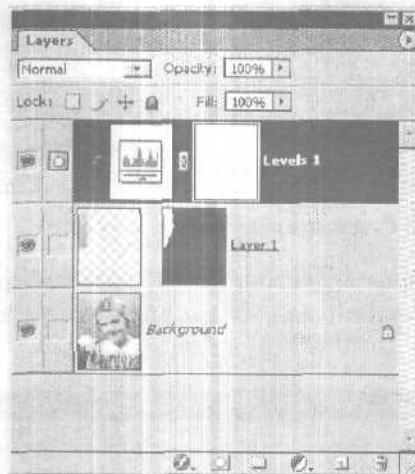 Layers
Normal Opacity: 100%
Lock: Fill: 100%
Levels 1
Layer 1
Background